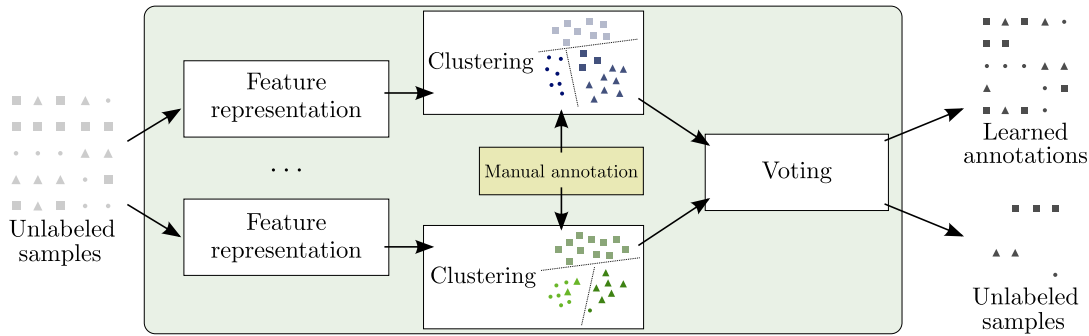 Unlabeled
samples
Feature
representation
. . .
Feature
representation
Clustering
Manual annotation
Clustering
Voting
Learned
annotations
Unlabeled
samples